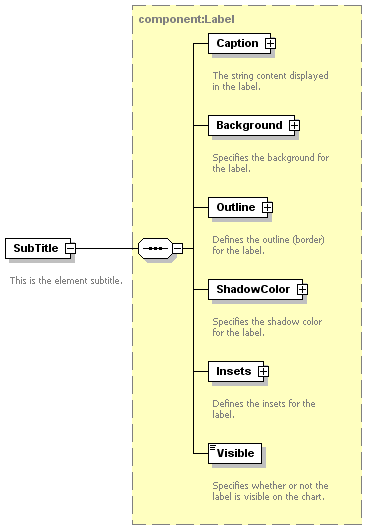 component:Label
Caption
The string content displayed
in the label.
Background
Specifies the background for
the label.
Outline
Defines the outline (border)
for the label.
SubTitle
This is the element subtitle.
ShadowColor
Specifies the shadow color
for the label.
Insets
Defines the insets for the
label.
Visible
Specifies whether or not the
label is visible on the chart.